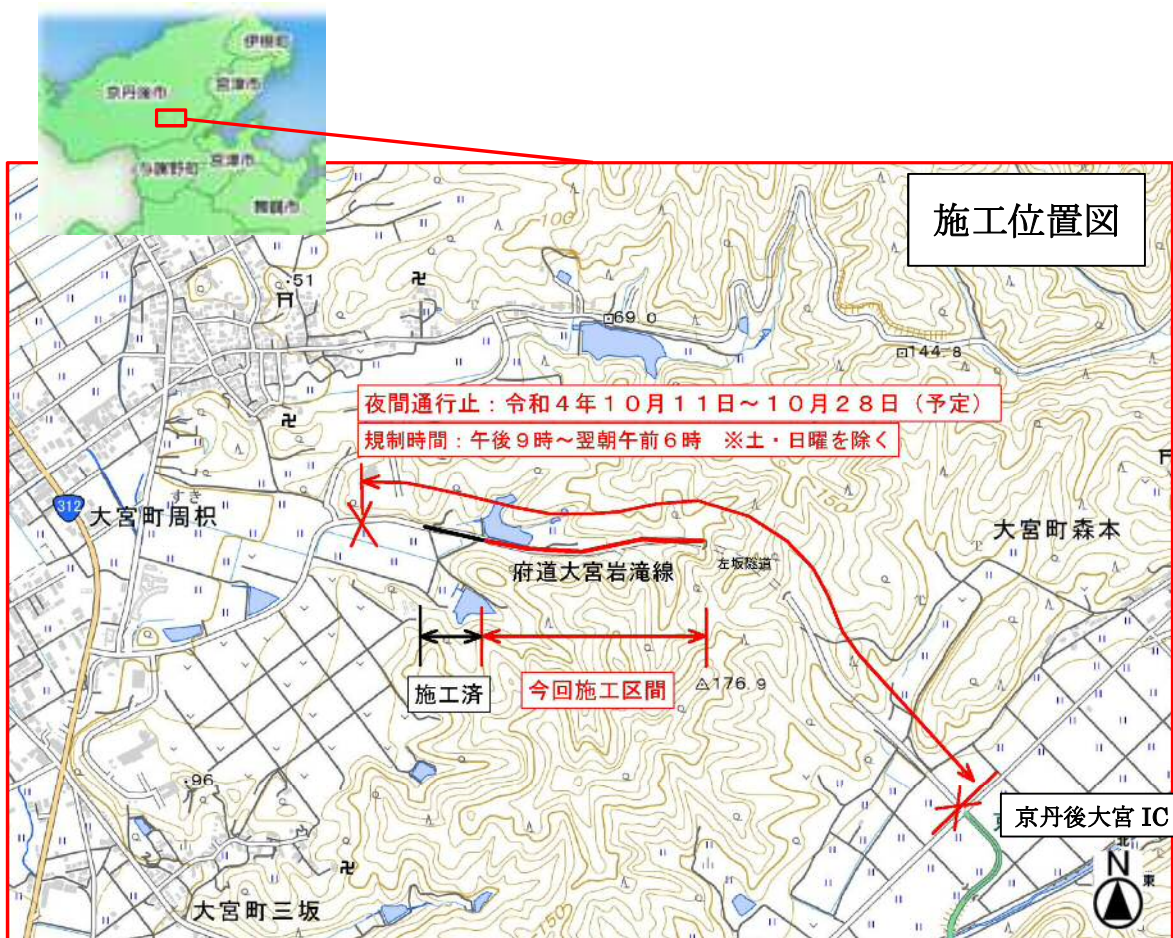 伊根町
京丹後市
宮津市
与謝野町
宮津市
舞鶴市
施工位置図
100
51
69.0
144.8
夜間通行止：令和４年１０月１１日～１０月２８日（予定）
規制時間：午後９時～翌朝午前６時　※土・日曜を除く
150
312
すき
大宮町周枳
大宮町森本
府道大宮岩滝線
左坂隧道
施工済
今回施工区間
176.9
96
京丹後大宮 IC
北
N
東
大宮町三坂
150